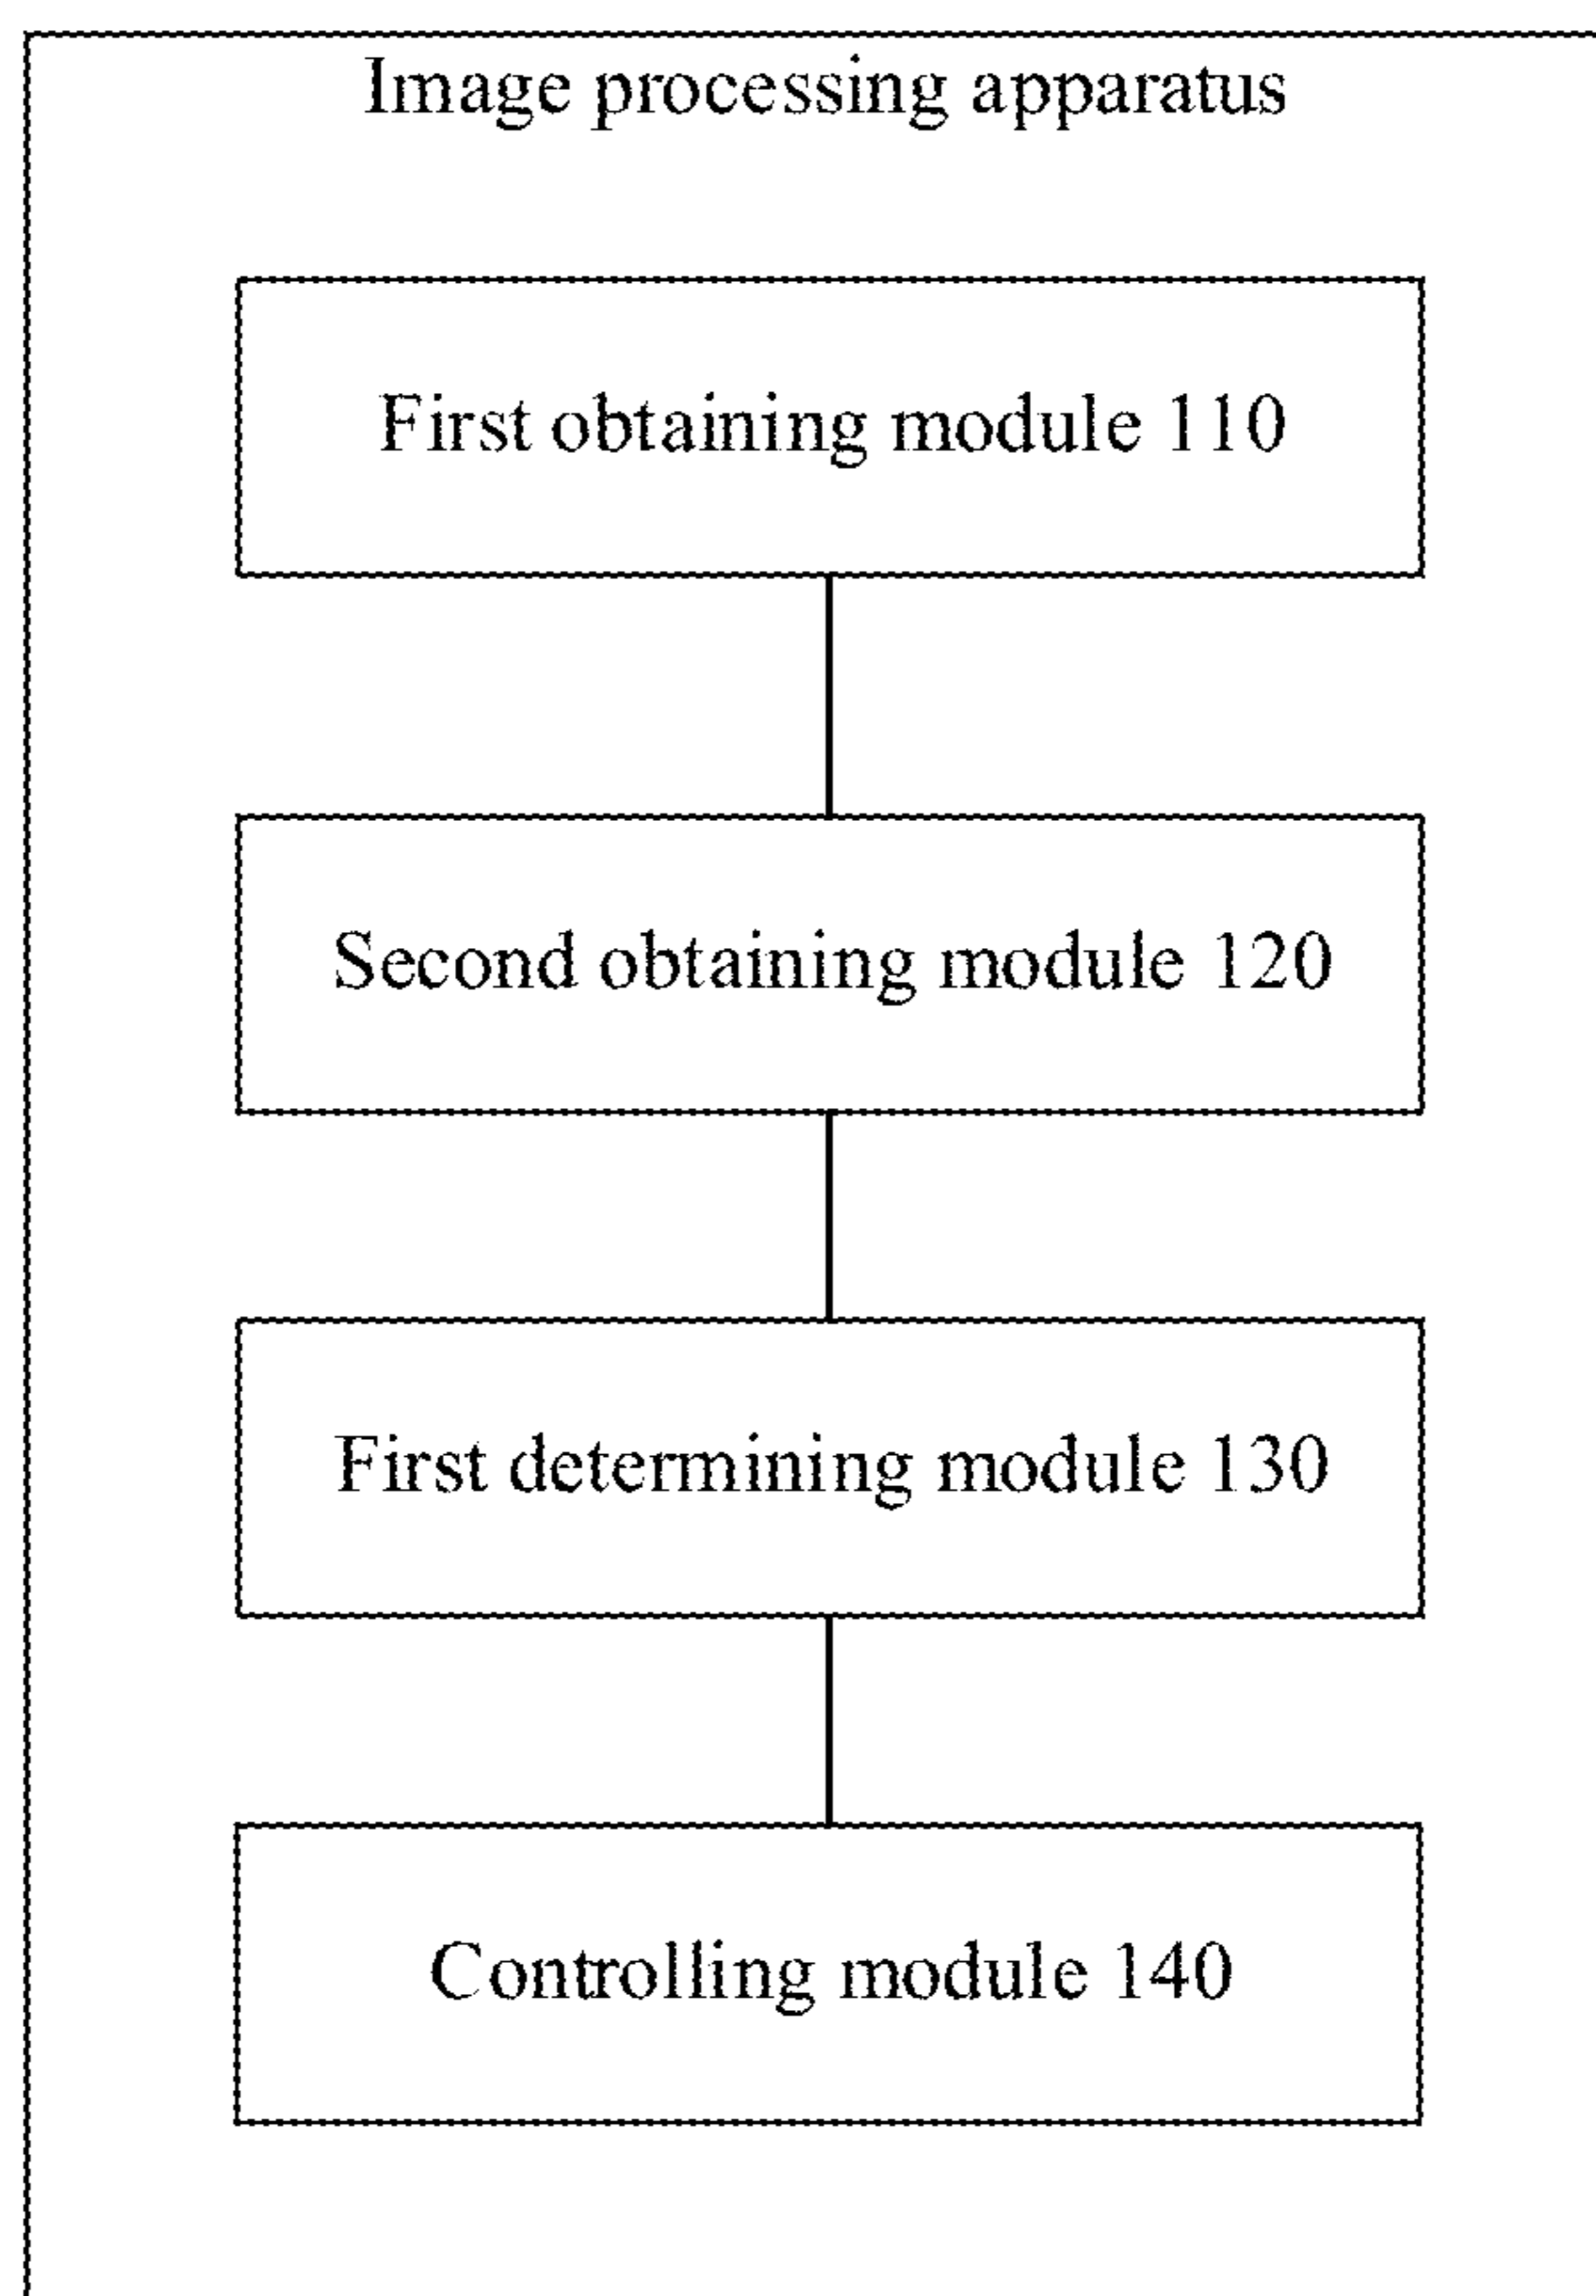 Image processing apparatus
First obtaining module 110
Second obtaining module 120
First determining module 130
Controlling module 140